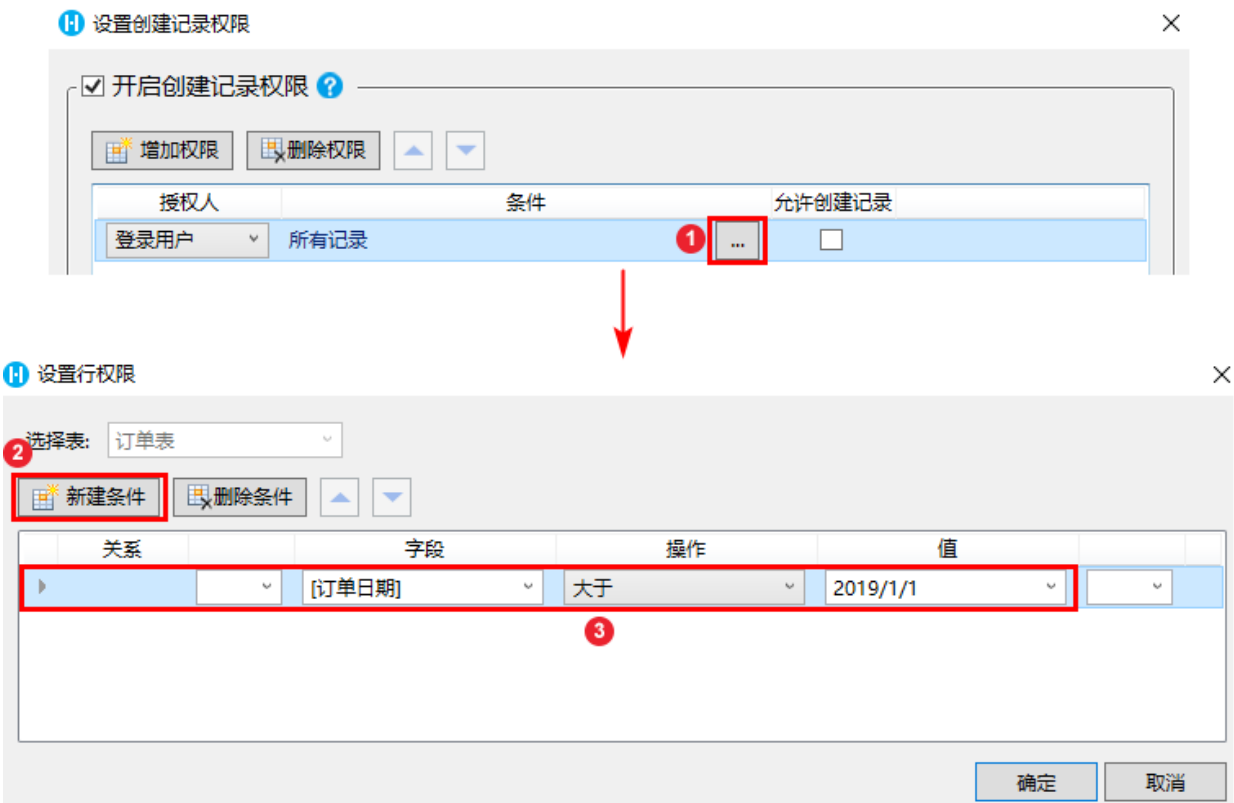 设置创建记录权限
开启创建记录权限 ?
增加权限 删除权限
授权人 条件 允许创建记录
登录用户 所有记录 1 ...
设置行权限
选择表: 订单表
2
新建条件 删除条件
关系 字段 操作 值
[订单日期] 大于 2019/1/1
3
确定 取消